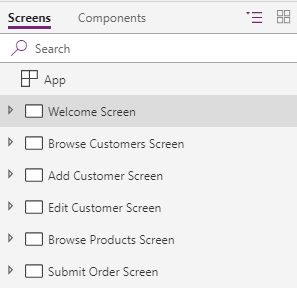 Screens Components
Search
App
Welcome Screen
Browse Customers Screen
Add Customer Screen
Edit Customer Screen
Browse Products Screen
Submit Order Screen